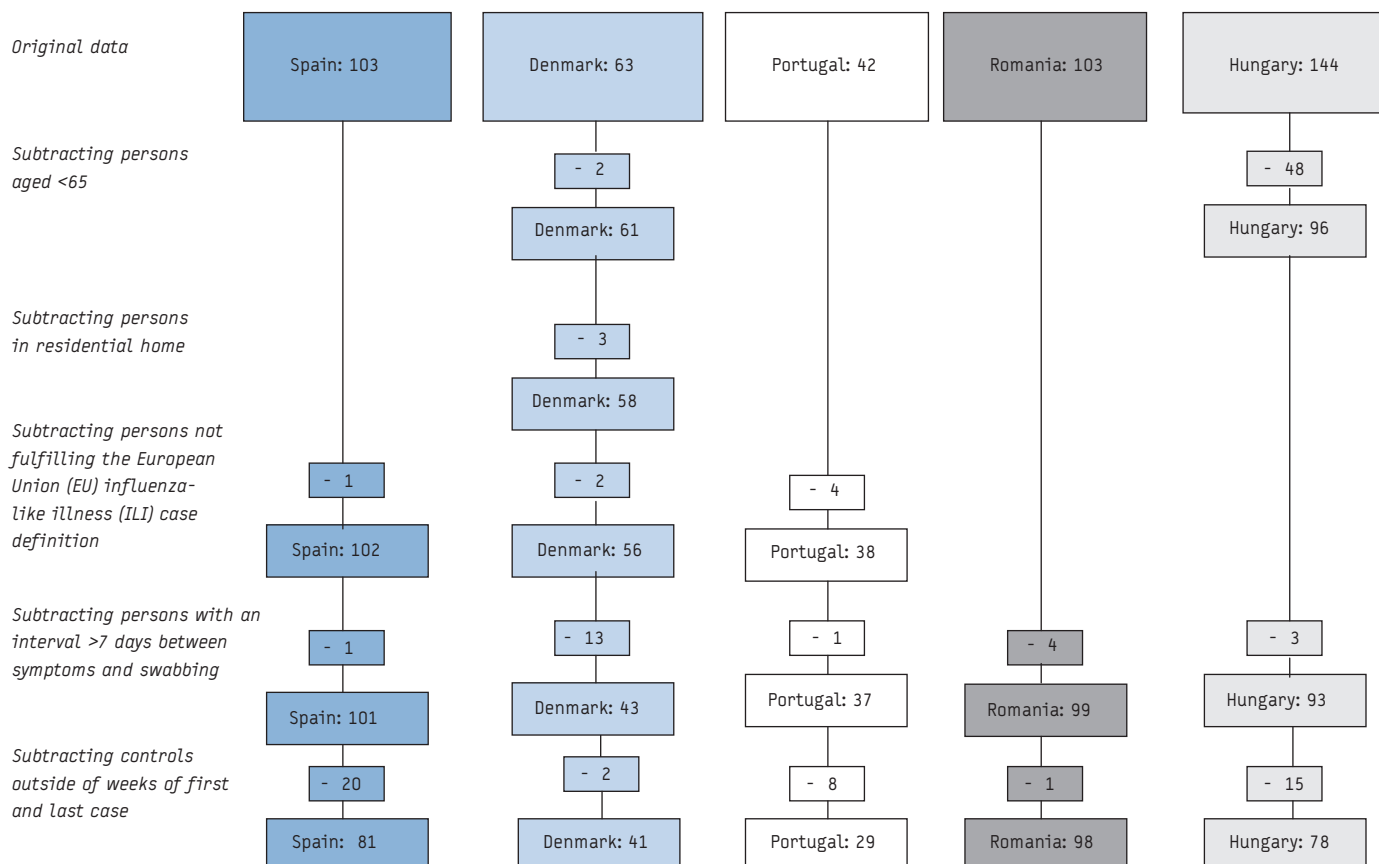 Original data
Spain: 103
Denmark: 63
Portugal: 42
Romania: 103
Hungary: 144
Subtracting persons
aged <65
- 2
- 48
Denmark: 61
Hungary: 96
Subtracting persons
in residential home
- 3
Denmark: 58
Subtracting persons not
fulfilling the European
Union (EU) influenza-
like illness (ILI) case
definition
- 1
- 2
- 4
Spain: 102
Denmark: 56
Portugal: 38
Subtracting persons with an
interval >7 days between
symptoms and swabbing
- 1
- 13
- 1
- 4
- 3
Spain: 101
Denmark: 43
Portugal: 37
Romania: 99
Hungary: 93
Subtracting controls
outside of weeks of first
and last case
- 20
- 2
- 8
- 1
- 15
Spain: 81
Denmark: 41
Portugal: 29
Romania: 98
Hungary: 78